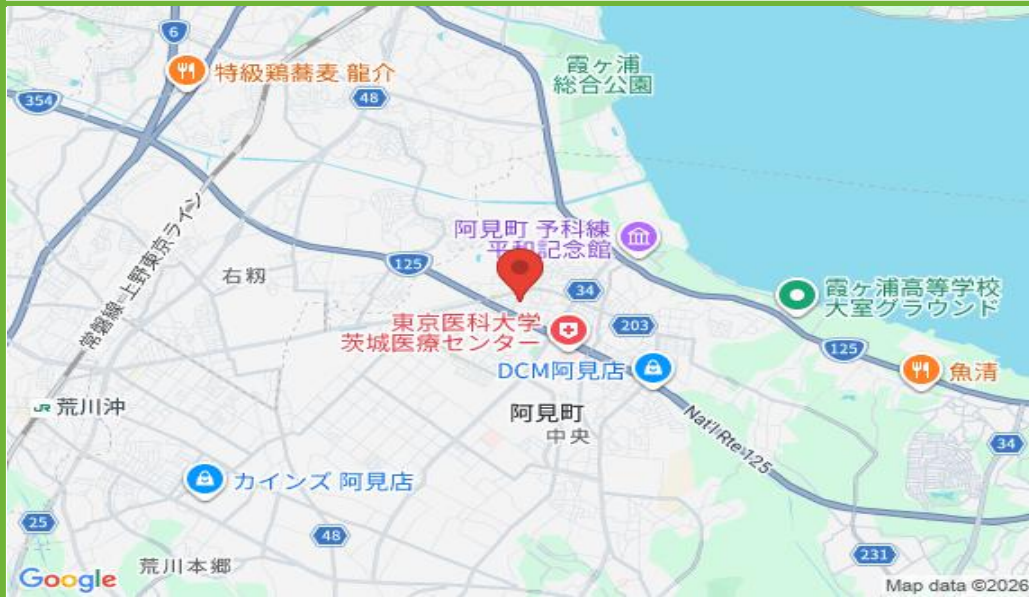 6
特級鶏蕎麦 龍介
霞ヶ浦
総合公園
48
354
常磐線-上野東京ライン
阿見町 予科練
平和記念館
125
右籾
34
霞ヶ浦高等学校
大室グラウンド
東京医科大学
茨城医療センター
203
125
DCM阿見店
魚清
JR 荒川沖
阿見町
中央
Nat'l Rte 125
34
カインズ 阿見店
25
48
231
荒川本郷
Google
Map data ©2026